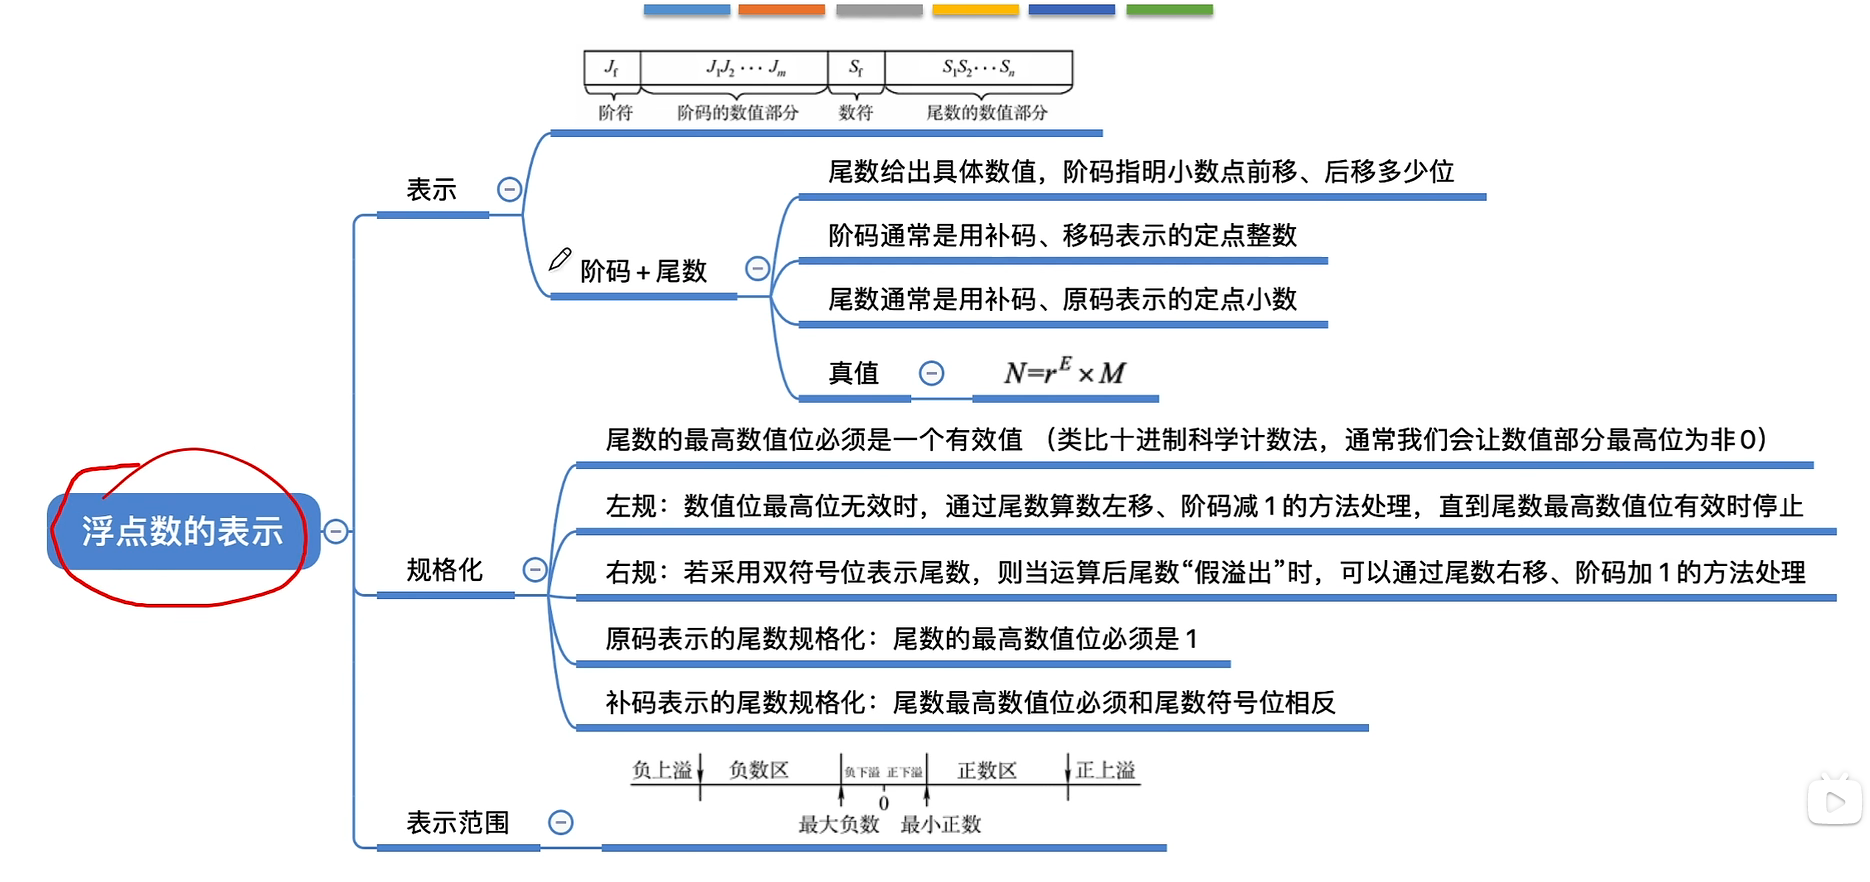 J_f J_1J_2⋯J_m S_f S_1S_2⋯S_n
阶符 阶码的数值部分 数符 尾数的数值部分
表示
尾数给出具体数值，阶码指明小数点前移、后移多少位
阶码通常是用补码、移码表示的定点整数
阶码+尾数
尾数通常是用补码、原码表示的定点小数
真值
N=r^E×M
尾数的最高数值位必须是一个有效值 （类比十进制科学计数法，通常我们会让数值部分最高位为非0）
左规：数值位最高位无效时，通过尾数算数左移、阶码减1的方法处理，直到尾数最高数值位有效时停止
浮点数的表示
规格化
右规：若采用双符号位表示尾数，则当运算后尾数“假溢出”时，可以通过尾数右移、阶码加1的方法处理
原码表示的尾数规格化：尾数的最高数值位必须是1
补码表示的尾数规格化：尾数最高数值位必须和尾数符号位相反
负上溢 负数区 负下溢 正下溢 正数区 正上溢
0
表示范围
最大负数 最小正数